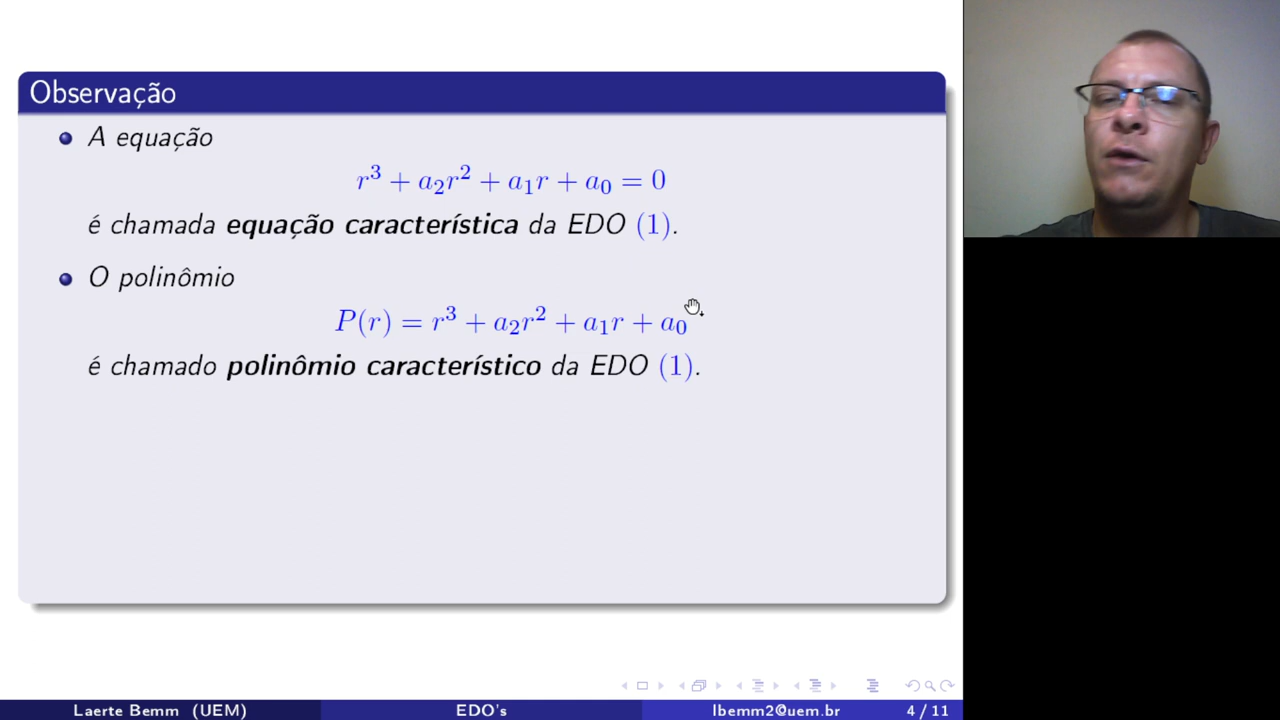 Observação
A equação
r³ + a₂r² + a₁r + a₀ = 0
é chamada equação característica da EDO (1).
O polinômio
P(r) = r³ + a₂r² + a₁r + a₀
é chamado polinômio característico da EDO (1).
Laerte Bemm (UEM) EDO's lbemm2@uem.br 4 / 11